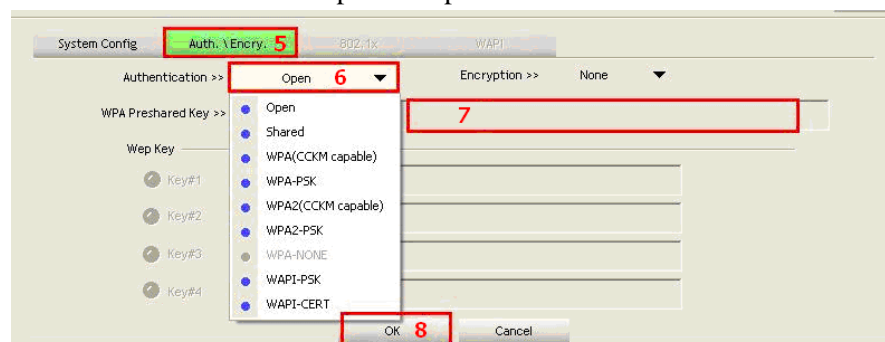 System Config Auth. \ Encry. 5 802.1x WAPI
Authentication >> Open 6 Encryption >> None
WPA Preshared Key >> 7
Open
Shared
Wep Key
WPA(CCKM capable)
Key#1 WPA-PSK
WPA2(CCKM capable)
Key#2 WPA2-PSK
Key#3 WPA-NONE
WAPI-PSK
Key#4
WAPI-CERT
OK 8 Cancel